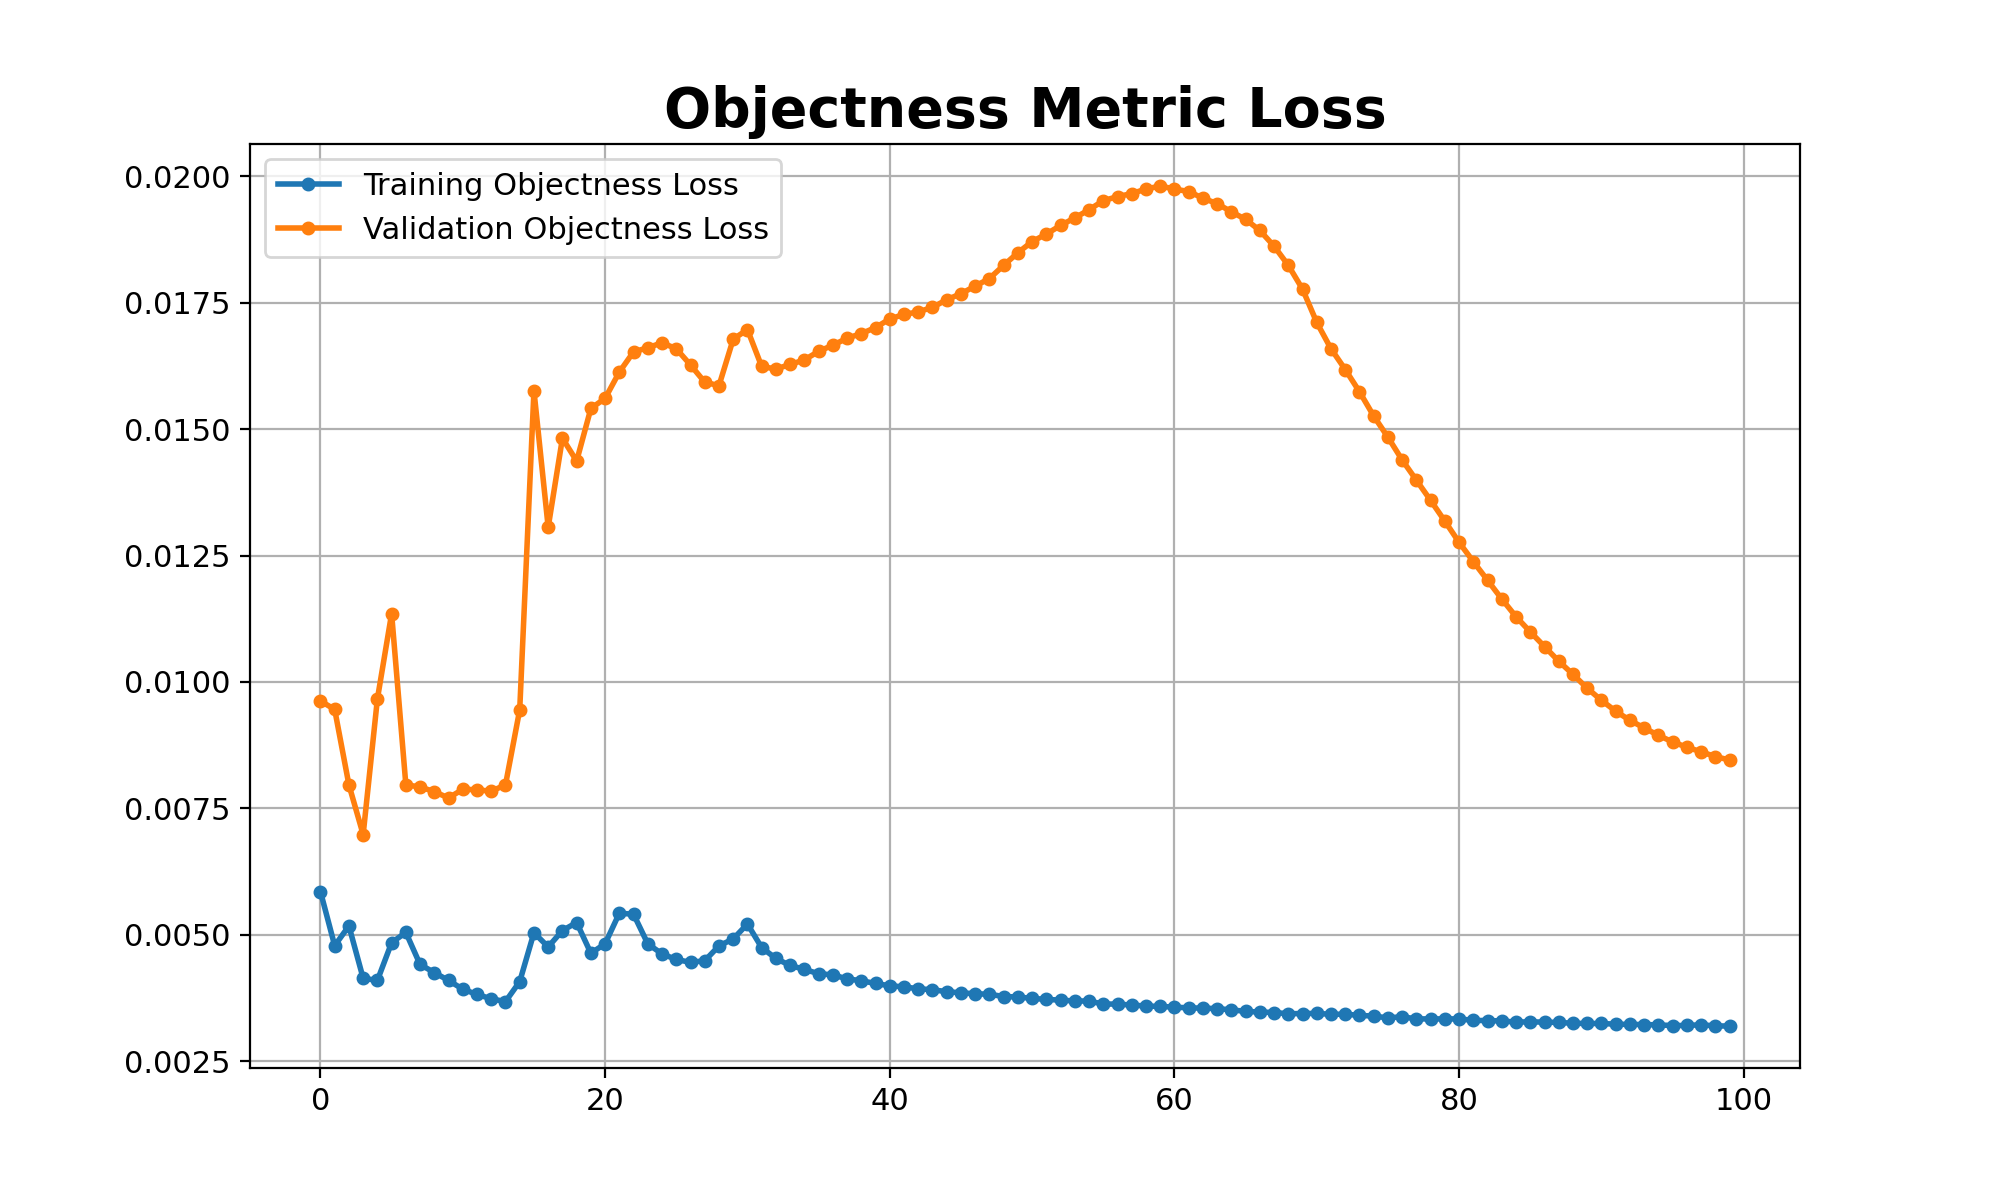 Objectness Metric Loss
Training Objectness Loss
Validation Objectness Loss
0.0200
0.0175
0.0150
0.0125
0.0100
0.0075
0.0050
0.0025
0 20 40 60 80 100